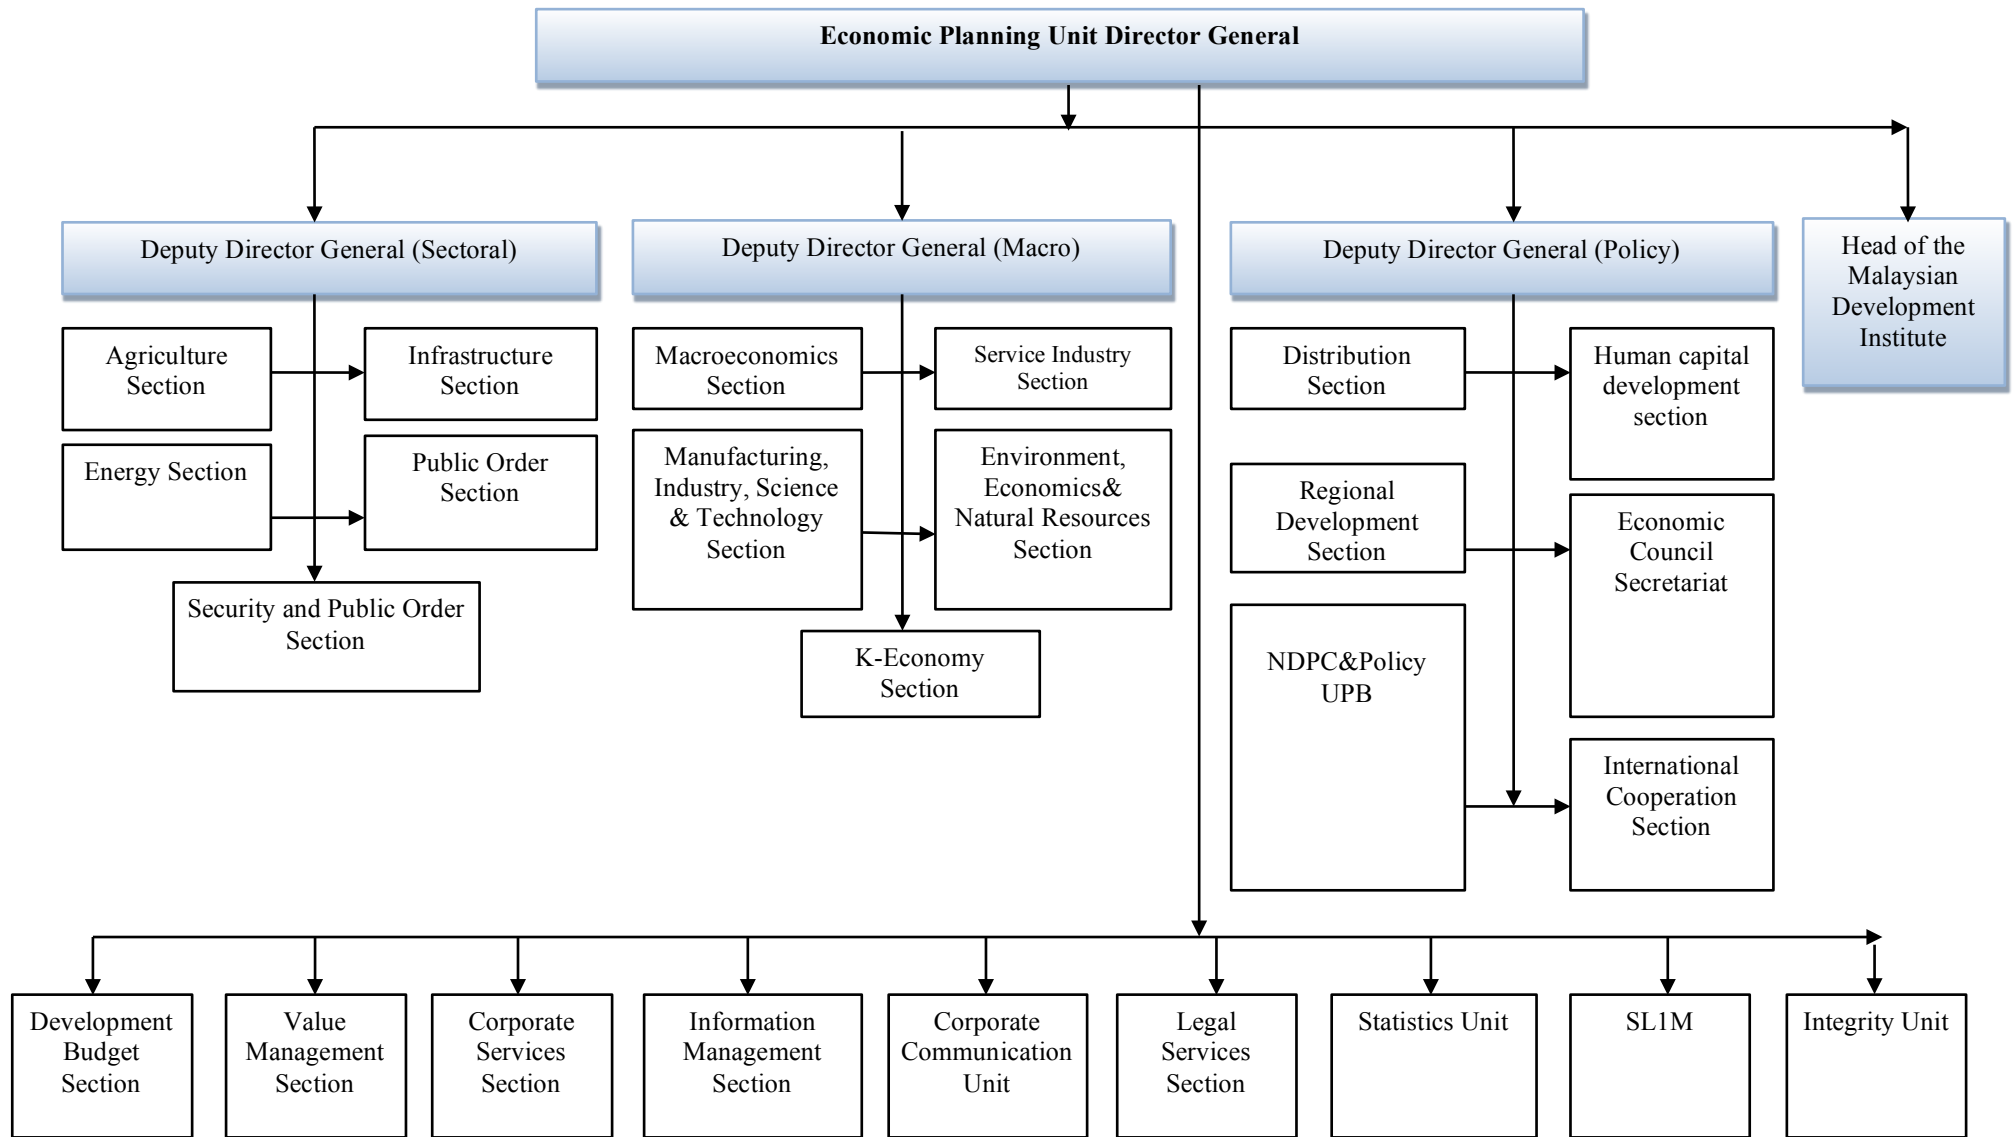 Economic Planning Unit Director General
Deputy Director General (Sectoral)
Deputy Director General (Macro)
Deputy Director General (Policy)
Head of the
Malaysian
Development
Institute
Agriculture
Section
Infrastructure
Section
Energy Section
Public Order
Section
Security and Public Order
Section
Macroeconomics
Section
Service Industry
Section
Manufacturing,
Industry, Science
& Technology
Section
Environment,
Economics&
Natural Resources
Section
K-Economy
Section
Distribution
Section
Human capital
development
section
Regional
Development
Section
Economic
Council
Secretariat
NDPC&Policy
UPB
International
Cooperation
Section
Development
Budget
Section
Value
Management
Section
Corporate
Services
Section
Information
Management
Section
Corporate
Communication
Unit
Legal
Services
Section
Statistics Unit
SL1M
Integrity Unit